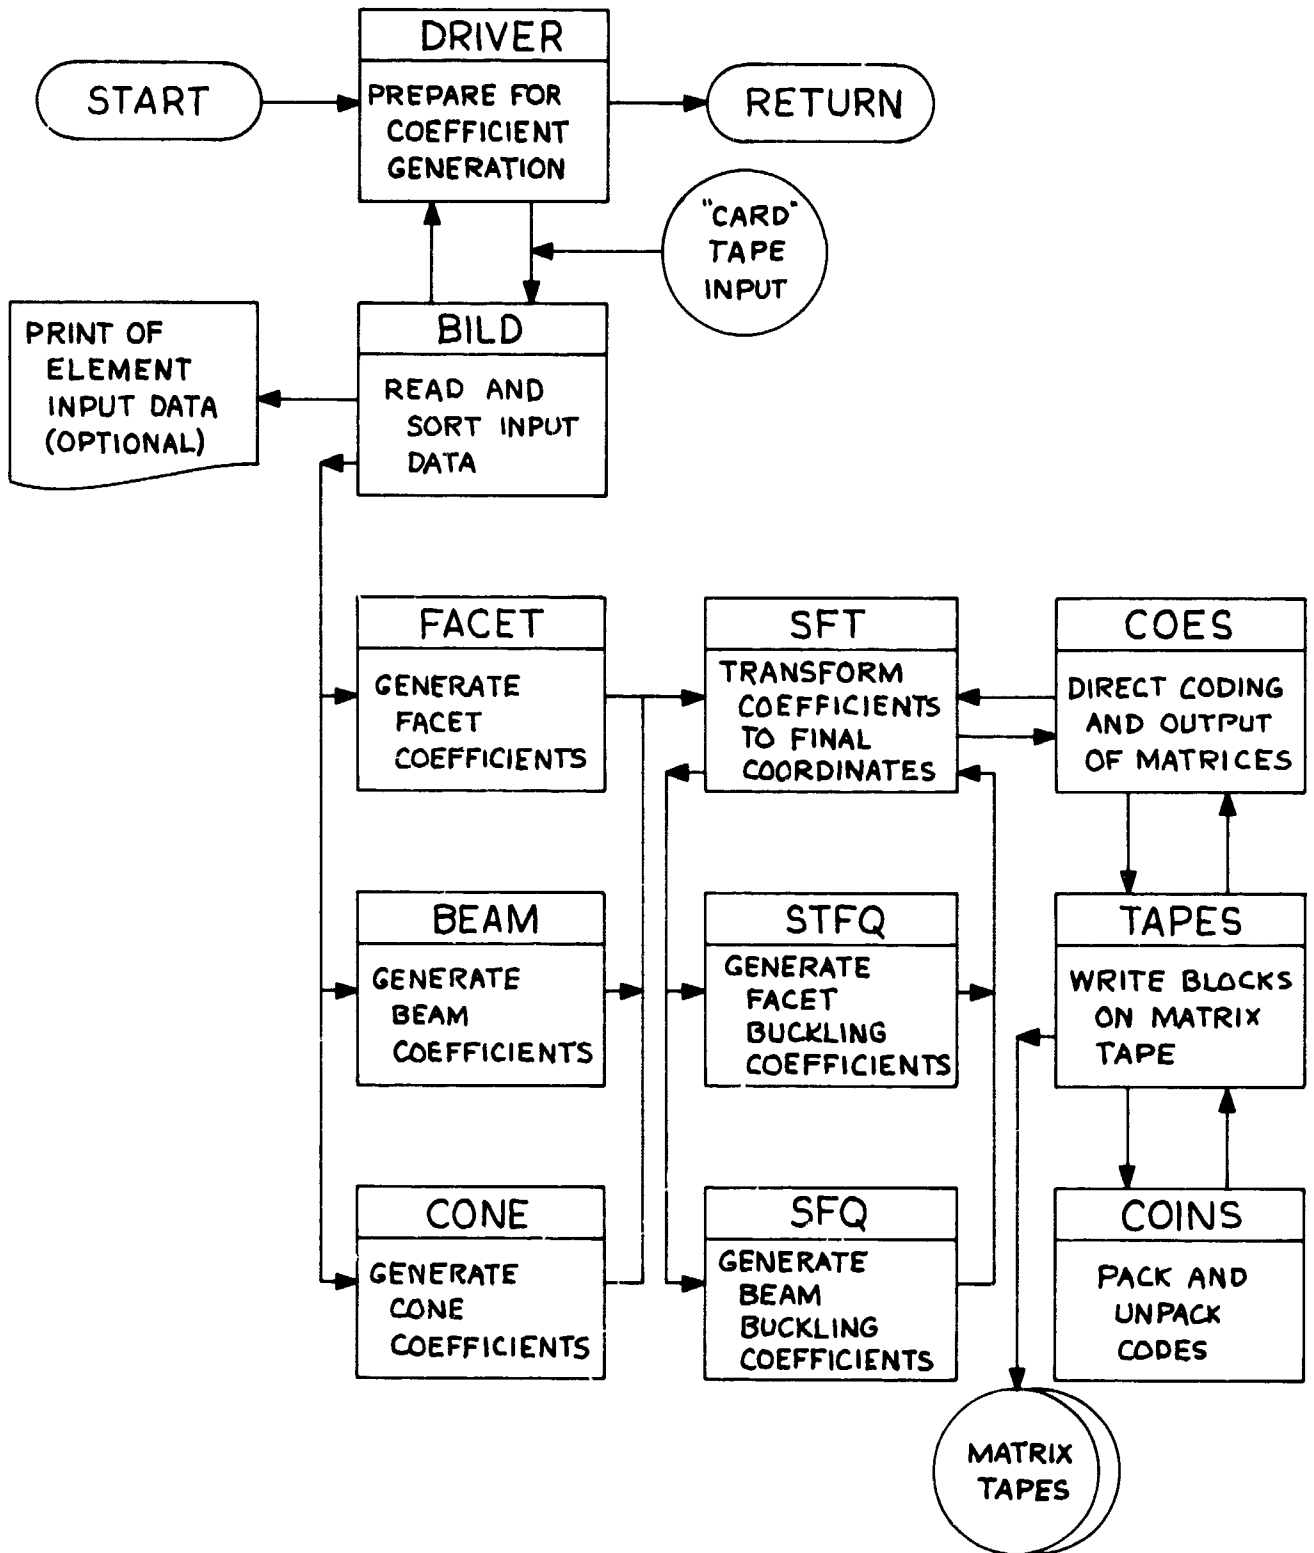 DRIVER
START
PREPARE FOR
COEFFICIENT
GENERATION
RETURN
"CARD"
TAPE
INPUT
PRINT OF
ELEMENT
INPUT DATA
(OPTIONAL)
BILD
READ AND
SORT INPUT
DATA
FACET
GENERATE
FACET
COEFFICIENTS
SFT
TRANSFORM
COEFFICIENTS
TO FINAL
COORDINATES
COES
DIRECT CODING
AND OUTPUT
OF MATRICES
BEAM
GENERATE
BEAM
COEFFICIENTS
STFQ
GENERATE
FACET
BUCKLING
COEFFICIENTS
TAPES
WRITE BLOCKS
ON MATRIX
TAPE
CONE
GENERATE
CONE
COEFFICIENTS
SFQ
GENERATE
BEAM
BUCKLING
COEFFICIENTS
COINS
PACK AND
UNPACK
CODES
MATRIX
TAPES